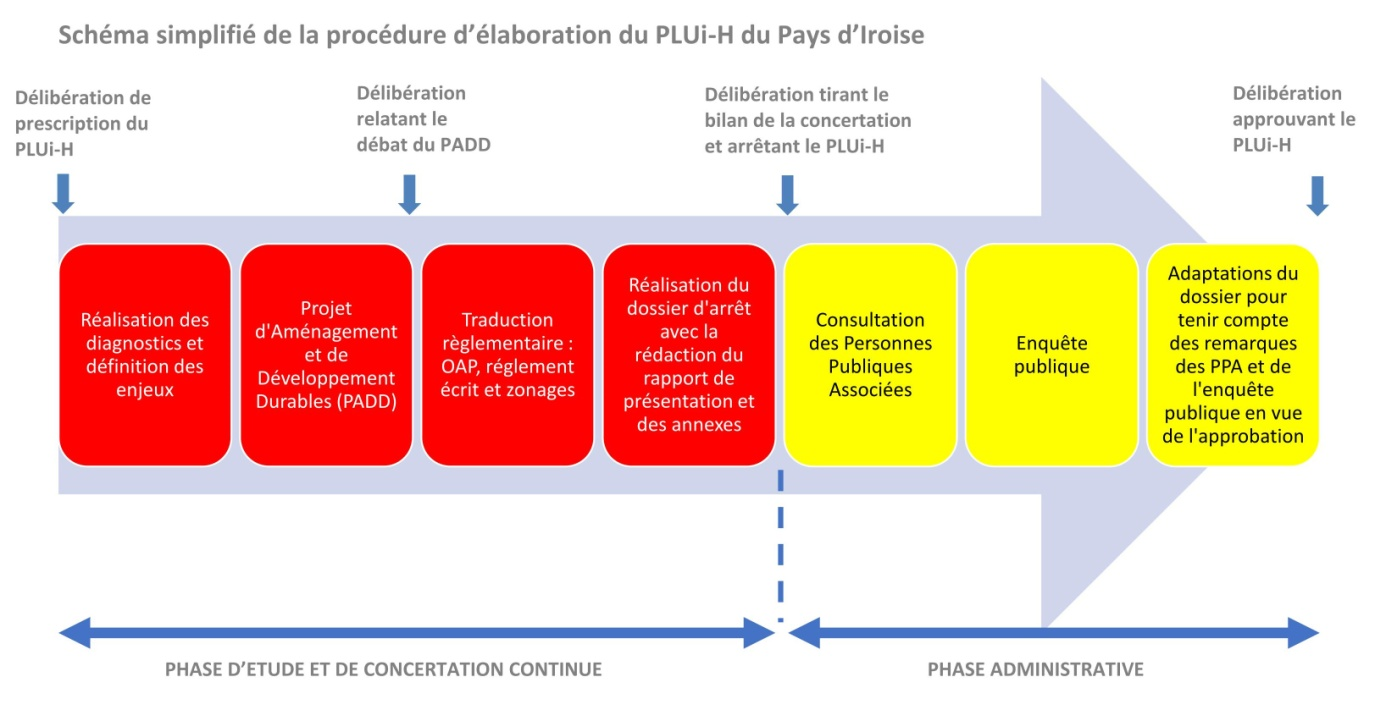 Schéma simplifié de la procédure d'élaboration du PLUi-H du Pays d'Iroise
Délibération de
prescription du
PLUi-H
Délibération
relatant le
débat du PADD
Délibération tirant le
bilan de la concertation
et arrêtant le PLUi-H
Délibération
approuvant le
PLUi-H
Réalisation des
diagnostics et
définition des
enjeux
Projet
d'Aménagement
et de
Développement
Durables (PADD)
Traduction
règlementaire :
OAP, réglement
écrit et zonages
Réalisation du
dossier d'arrêt
avec la
rédaction du
rapport de
présentation et
des annexes
Consultation
des Personnes
Publiques
Associées
Enquête
publique
Adaptations du
dossier pour
tenir compte
des remarques
des PPA et de
l'enquête
publique en vue
de l'approbation
PHASE D'ETUDE ET DE CONCERTATION CONTINUE
PHASE ADMINISTRATIVE